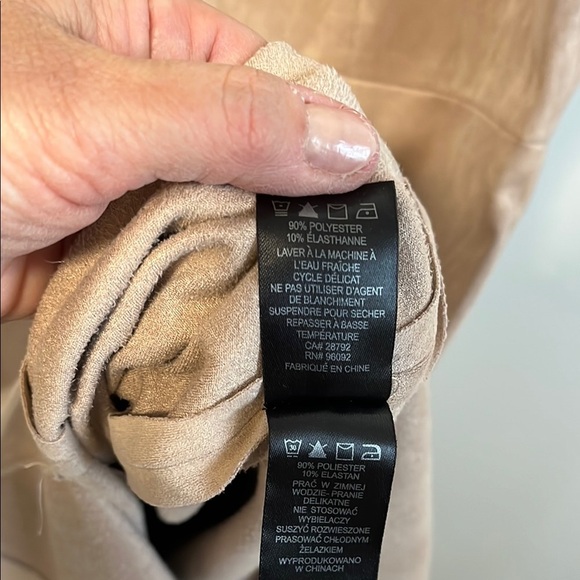 90% POLYESTER
10% ÉLASTHANNE
LAVER À LA MACHINE À
L'EAU FRAÎCHE
CYCLE DÉLICAT
NE PAS UTILISER D'AGENT
DE BLANCHIMENT
SUSPENDRE POUR SÉCHER
REPASSER À BASSE
TEMPÉRATURE
CA# 28792
RN# 96092
FABRIQUÉ EN CHINE
30
90% POLIESTER
10% ELASTAN
PRAĆ W ZIMNEJ
WODZIE- PRANIE
DELIKATNE
NIE STOSOWAĆ
WYBIELACZY
SUSZYĆ ROZWIESZONE
PRASOWAĆ CHŁODNYM
ŻELAZKIEM
WYPRODUKOWANO
W CHINACH